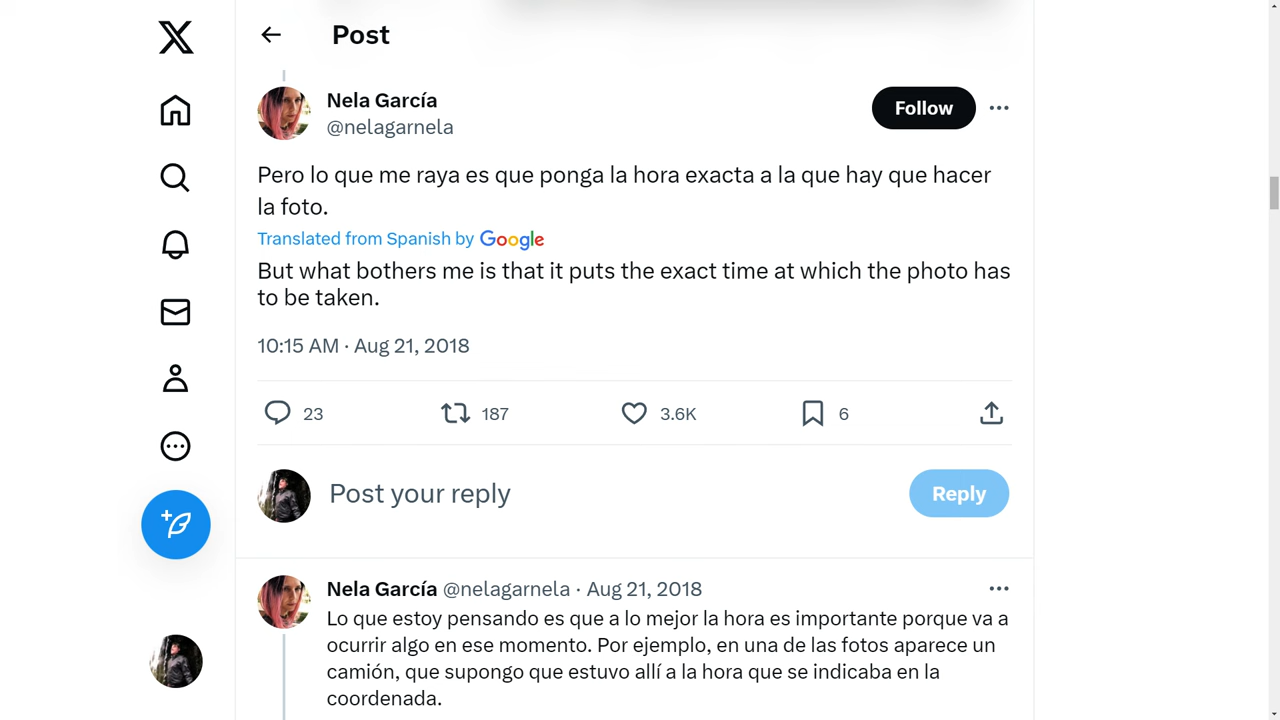 Post
Nela García
@nelagarnela
Follow
Pero lo que me raya es que ponga la hora exacta a la que hay que hacer
la foto.
Translated from Spanish by Google
But what bothers me is that it puts the exact time at which the photo has
to be taken.
10:15 AM · Aug 21, 2018
23 187 3.6K 6
Post your reply
Reply
Nela García @nelagarnela · Aug 21, 2018
Lo que estoy pensando es que a lo mejor la hora es importante porque va a
ocurrir algo en ese momento. Por ejemplo, en una de las fotos aparece un
camión, que supongo que estuvo allí a la hora que se indicaba en la
coordenada.